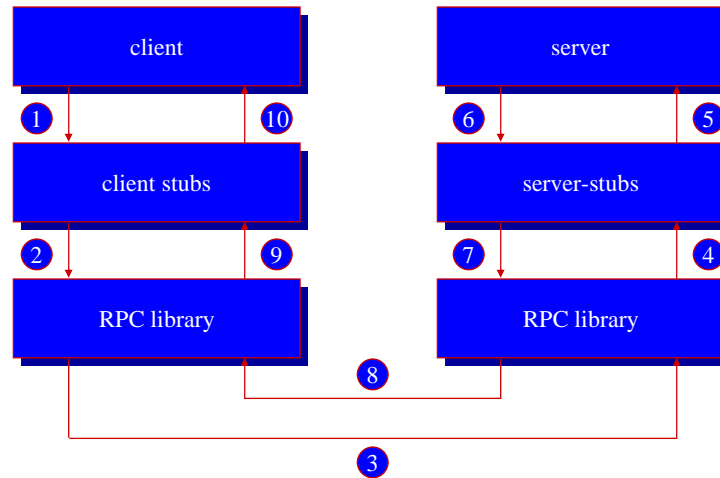 client
server
1
10
6
5
client stubs
server-stubs
2
9
7
4
RPC library
RPC library
8
3